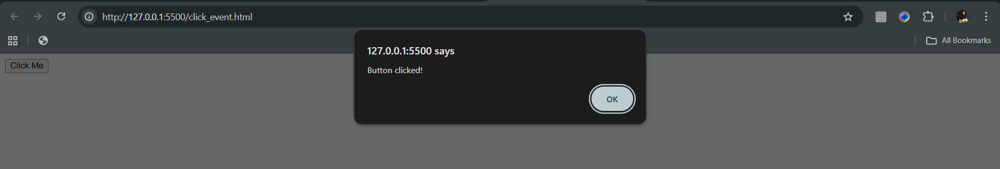 http://127.0.0.1:5500/click_event.html
All Bookmarks
127.0.0.1:5500 says
Click Me
Button clicked!
OK